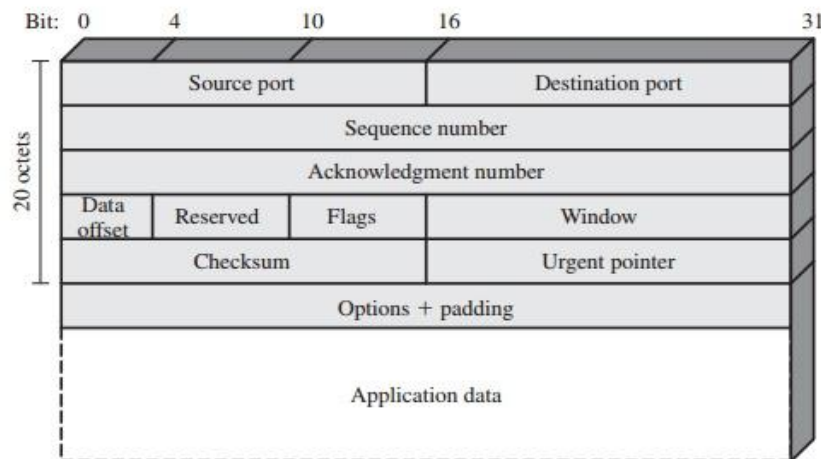 Bit: 0 4 10 16 31
Source port Destination port
Sequence number
Acknowledgment number
Data
offset Reserved Flags Window
Checksum Urgent pointer
20 octets
Options + padding
Application data